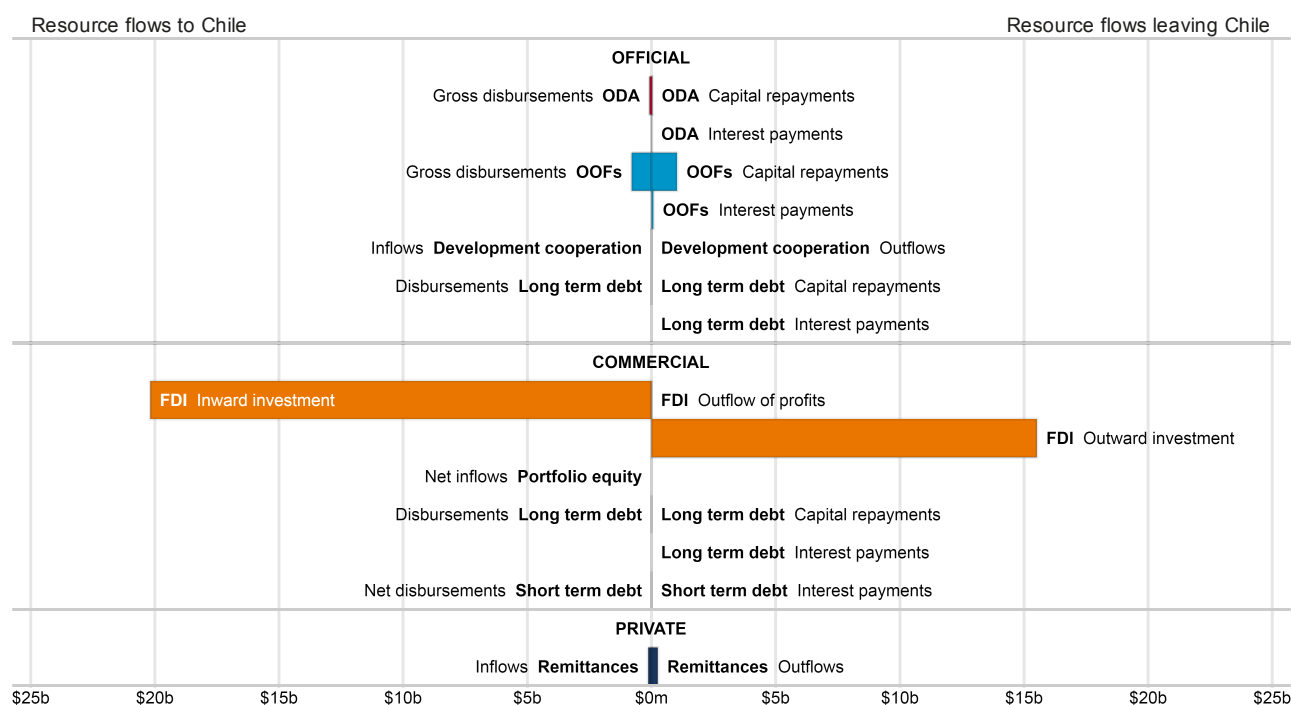 Resource flows to Chile Resource flows leaving Chile
OFFICIAL
Gross disbursements ODA ODA Capital repayments
ODA Interest payments
Gross disbursements OOFs OOFs Capital repayments
OOFs Interest payments
Inflows Development cooperation Development cooperation Outflows
Disbursements Long term debt Long term debt Capital repayments
Long term debt Interest payments
COMMERCIAL
FDI Inward investment FDI Outflow of profits
FDI Outward investment
Net inflows Portfolio equity
Disbursements Long term debt Long term debt Capital repayments
Long term debt Interest payments
Net disbursements Short term debt Short term debt Interest payments
PRIVATE
Inflows Remittances Remittances Outflows
$25b $20b $15b $10b $5b $0m $5b $10b $15b $20b $25b